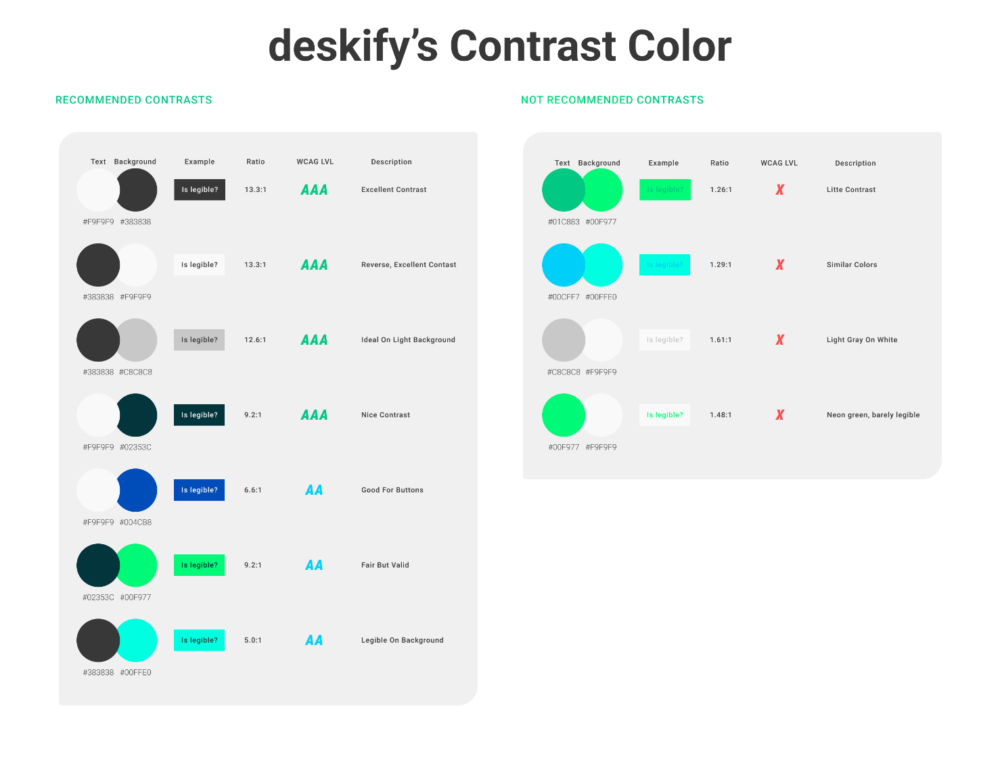 deskify’s Contrast Color
RECOMMENDED CONTRASTS
Text Background Example Ratio WCAG LVL Description
Is legible? 13.3:1 AAA Excellent Contrast
#F9F9F9 #383838
Is legible? 13.3:1 AAA Reverse, Excellent Contast
#383838 #F9F9F9
Is legible? 12.6:1 AAA Ideal On Light Background
#383838 #C8C8C8
Is legible? 9.2:1 AAA Nice Contrast
#F9F9F9 #02353C
Is legible? 6.6:1 AA Good For Buttons
#F9F9F9 #004CB8
Is legible? 9.2:1 AA Fair But Valid
#02353C #00F977
Is legible? 5.0:1 AA Legible On Background
#383838 #00FFE0
NOT RECOMMENDED CONTRASTS
Text Background Example Ratio WCAG LVL Description
Is legible? 1.26:1 X Litte Contrast
#01C883 #00F977
Is legible? 1.29:1 X Similar Colors
#00CFF7 #00FFE0
Is legible? 1.61:1 X Light Gray On White
#C8C8C8 #F9F9F9
Is legible? 1.48:1 X Neon green, barely legible
#00F977 #F9F9F9